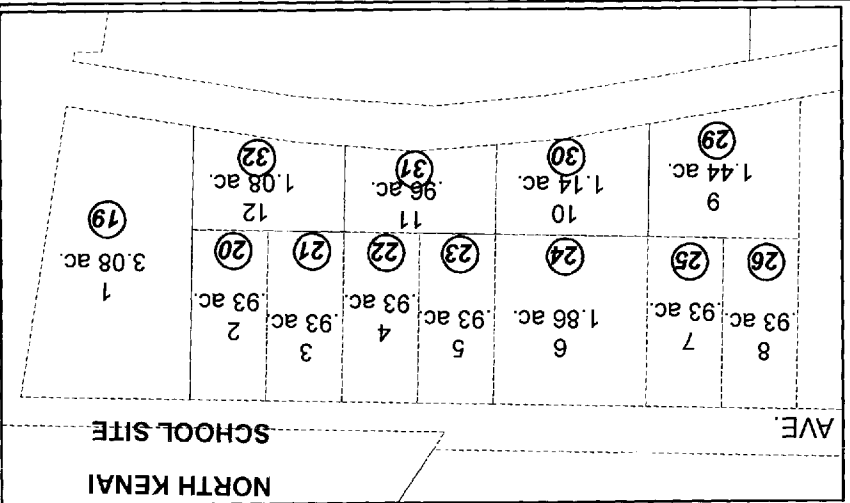 NORTH KENAI
SCHOOL SITE
AVE.
8
.93 ac.
26
7
.93 ac.
25
6
1.86 ac.
24
5
.93 ac.
23
4
.93 ac.
22
3
.93 ac.
21
2
.93 ac.
20
1
3.08 ac.
19
9
1.44 ac.
29
10
1.14 ac.
30
11
.96 ac.
31
12
1.08 ac.
32